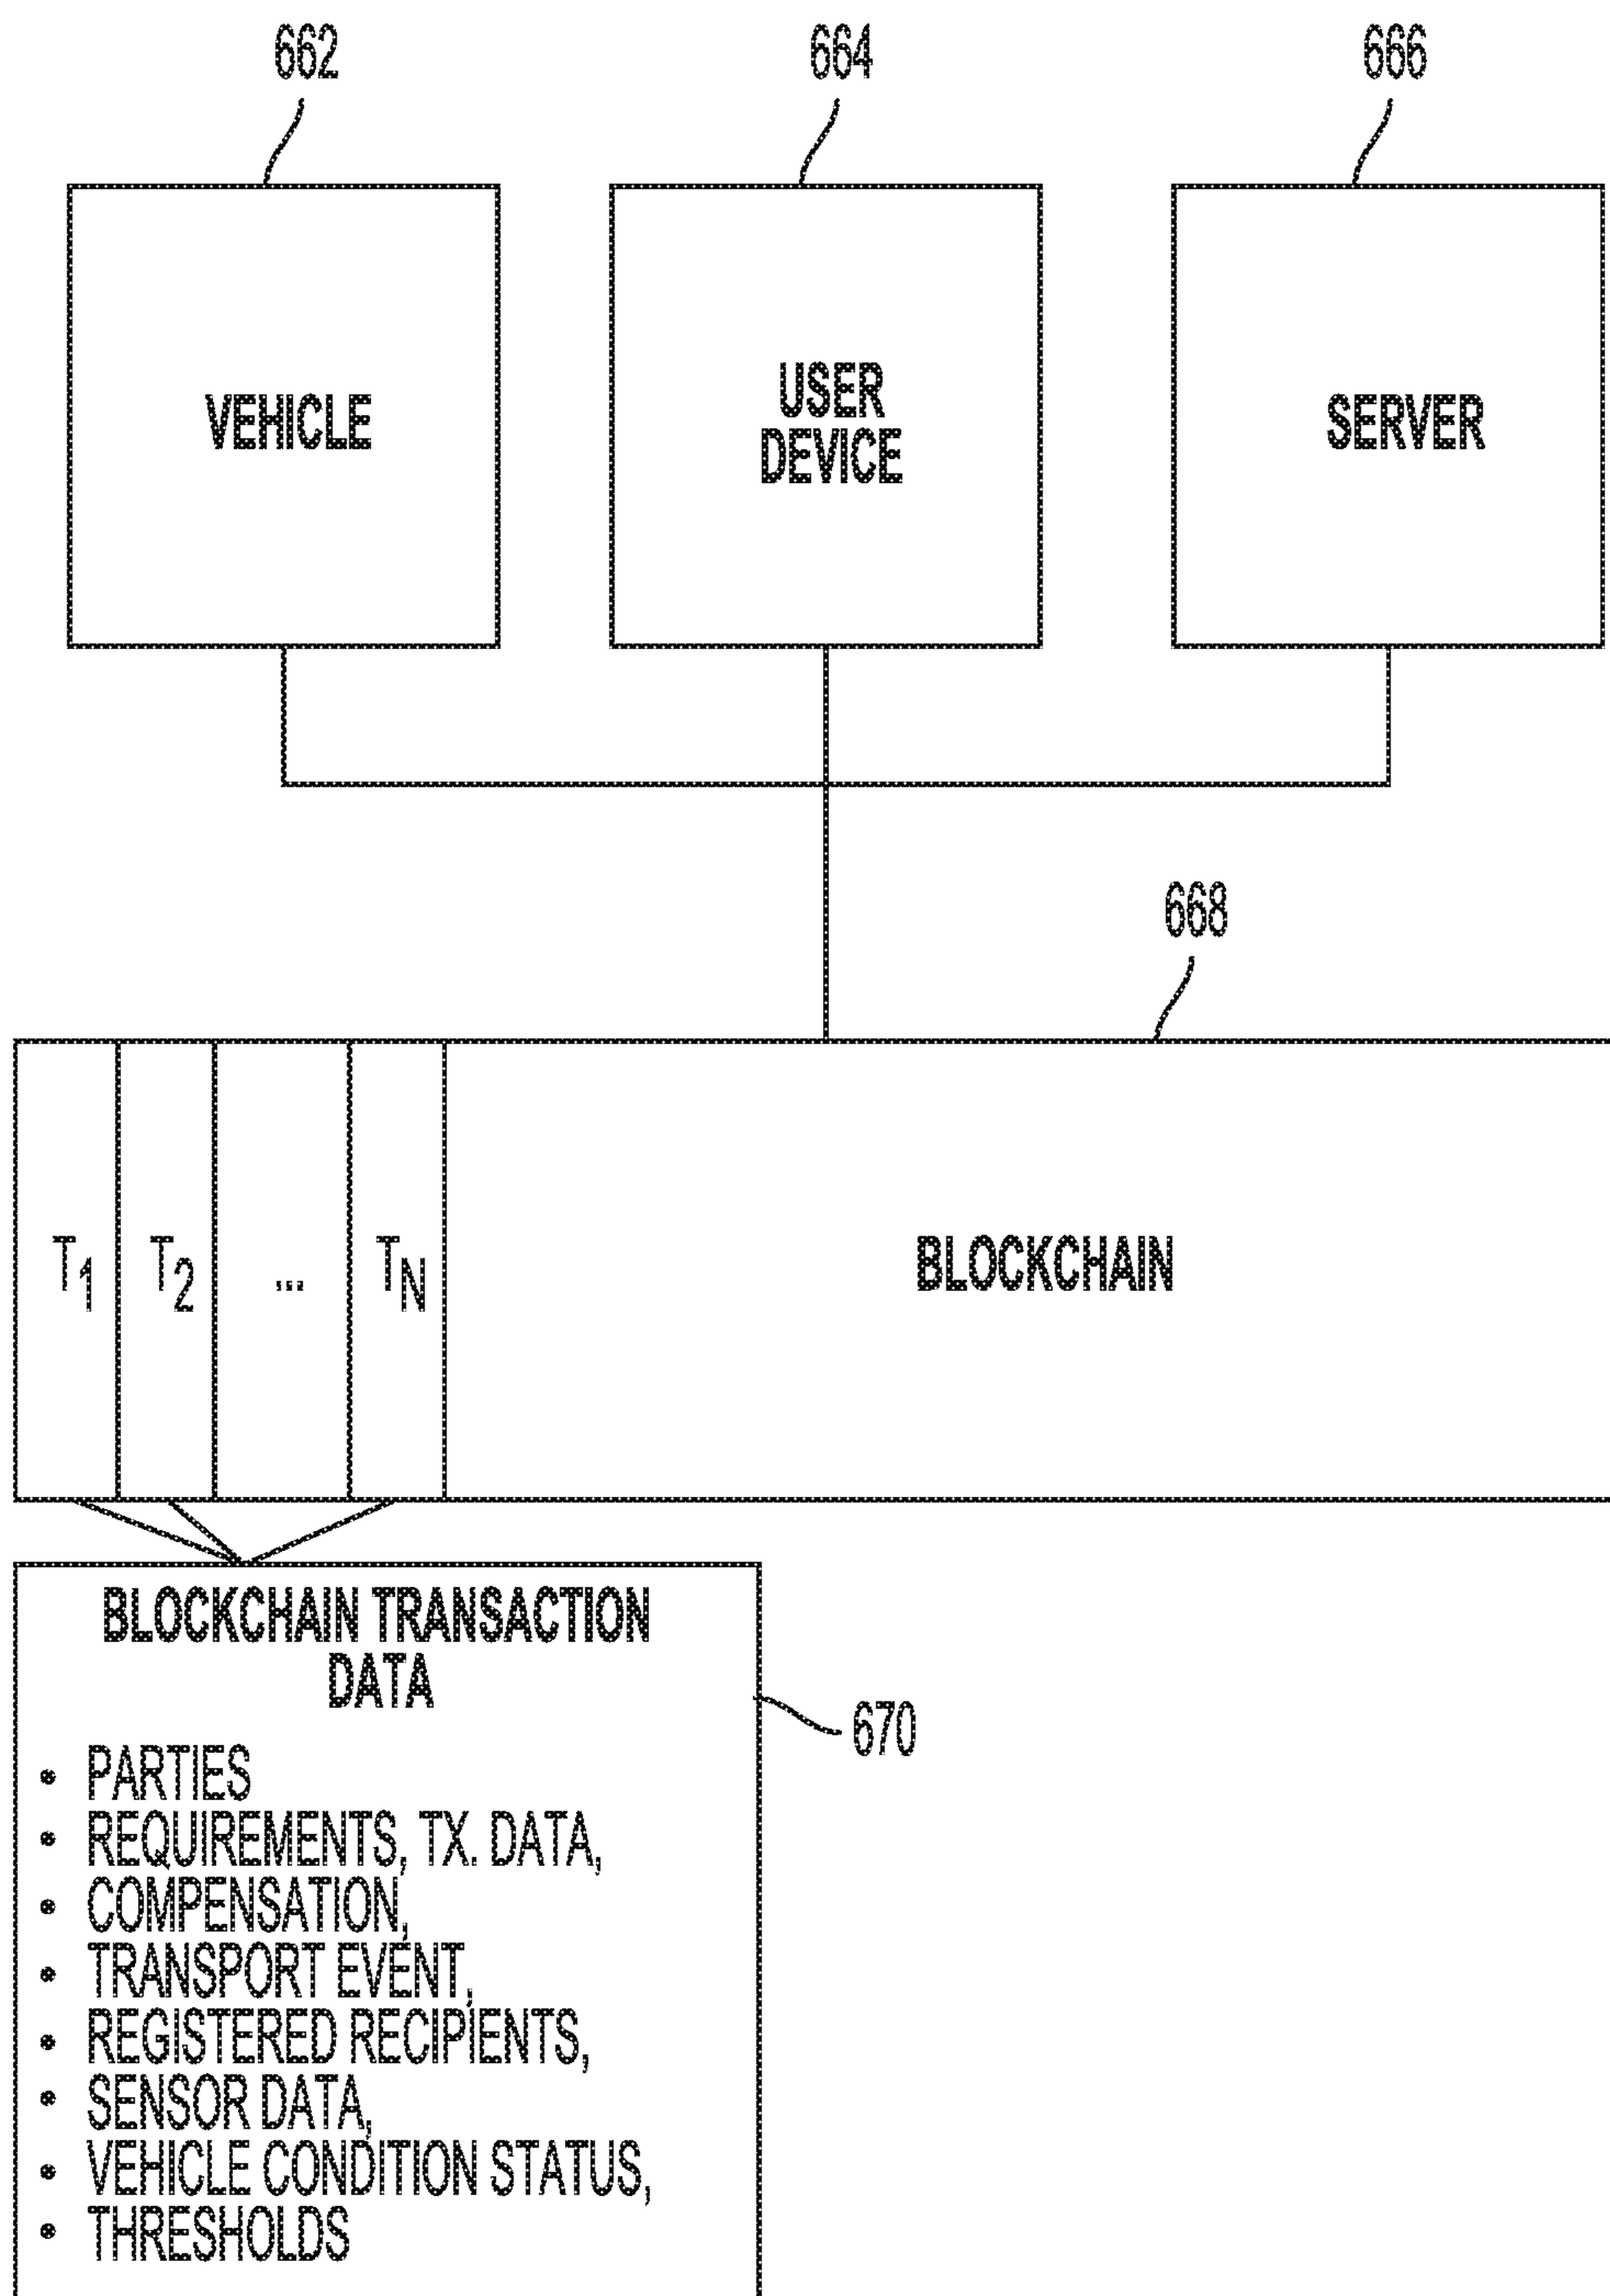 662
664
666
VEHICLE
USER
DEVICE
SERVER
668
T1
T2
...
TN
BLOCKCHAIN
BLOCKCHAIN TRANSACTION
DATA
670
• PARTIES
• REQUIREMENTS, TX. DATA,
• COMPENSATION,
• TRANSPORT EVENT,
• REGISTERED RECIPIENTS,
• SENSOR DATA,
• VEHICLE CONDITION STATUS,
• THRESHOLDS